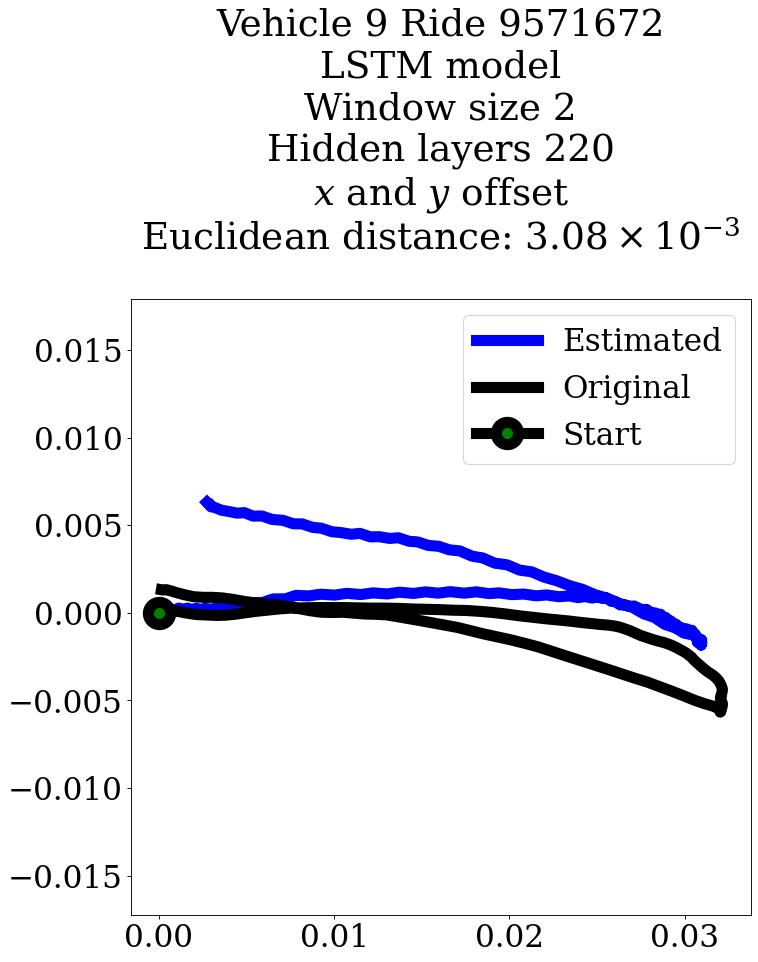 Vehicle 9 Ride 9571672
LSTM model
Window size 2
Hidden layers 220
x and y offset
Euclidean distance: 3.08 × 10⁻³
Estimated
Original
Start
0.015
0.010
0.005
0.000
−0.005
−0.010
−0.015
0.00 0.01 0.02 0.03